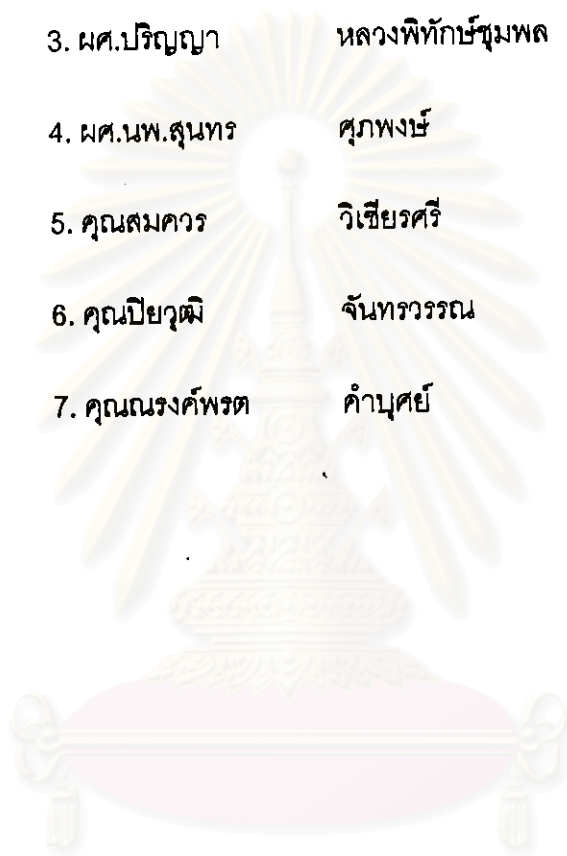 3. ผศ.ปริญญา หลวงพิทักษ์ชุมพล
4. ผศ.นพ.สุนทร ศุภพงษ์
5. คุณสมควร วิเชียรศรี
6. คุณปิยวุฒิ จันทรวรรณ
7. คุณณรงค์พรต คำบุศย์